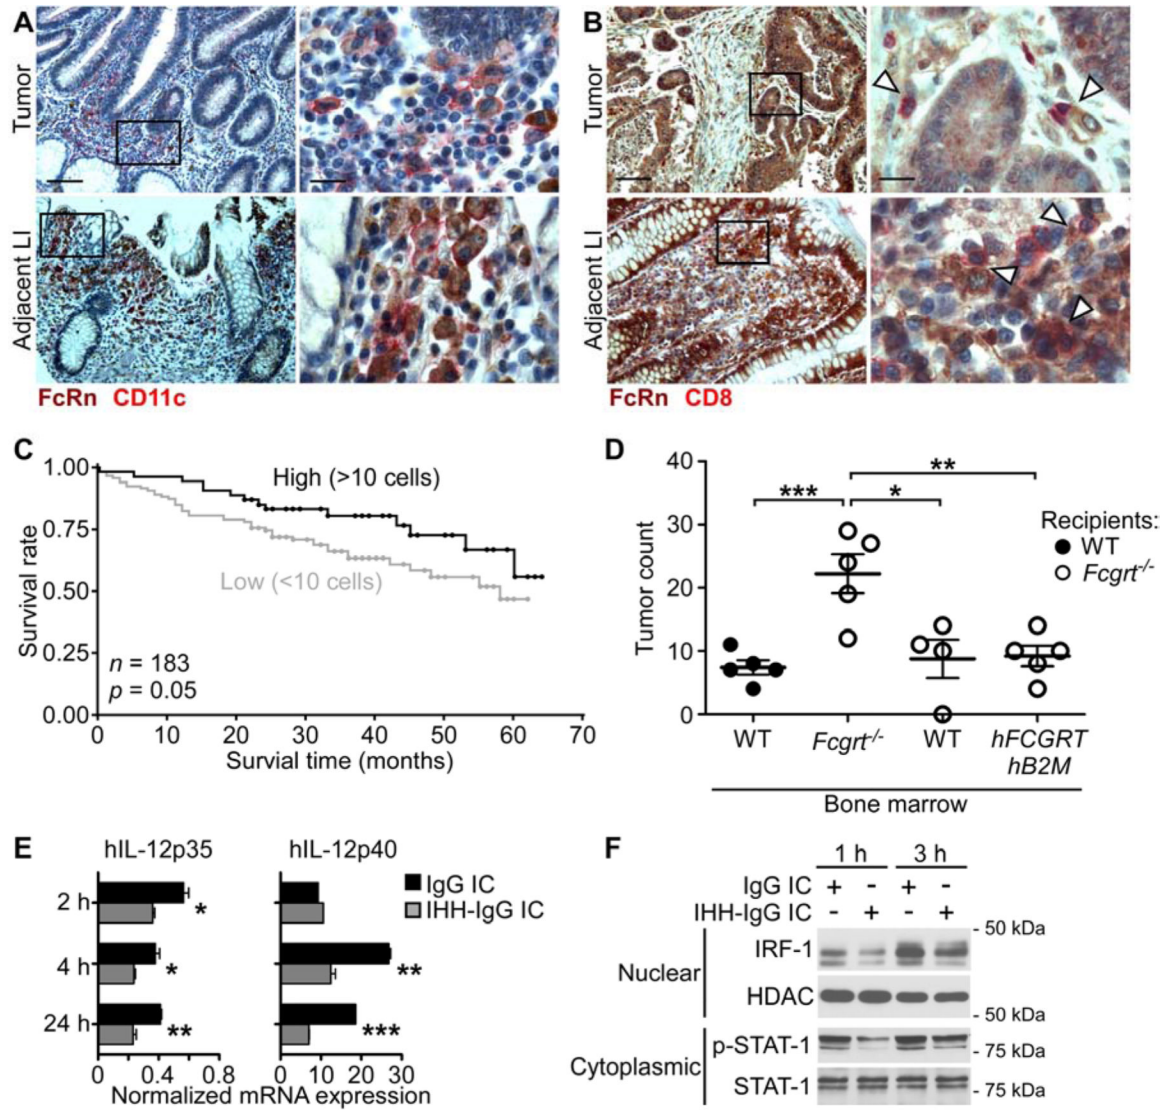 A
B
Tumor
Tumor
Adjacent LI
Adjacent LI
FcRn CD11c
FcRn CD8
C
1.00
0.75
0.50
0.25
0.00
Survival rate
High (>10 cells)
Low (<10 cells)
n = 183
p = 0.05
0 10 20 30 40 50 60 70
Survial time (months)
D
40
30
20
10
0
Tumor count
***
*
**
Recipients:
WT
Fcgrt-/-
WT Fcgrt-/- WT hFCGRT
hB2M
Bone marrow
E
hIL-12p35 hIL-12p40
IgG IC
IHH-IgG IC
2 h
*
4 h
* **
24 h
** ***
0 0.4 0.8 0 10 20 30
Normalized mRNA expression
F
1 h 3 h
IgG IC + - + -
IHH-IgG IC - + - +
- 50 kDa
IRF-1
Nuclear
HDAC
- 50 kDa
p-STAT-1
- 75 kDa
Cytoplasmic
STAT-1
- 75 kDa